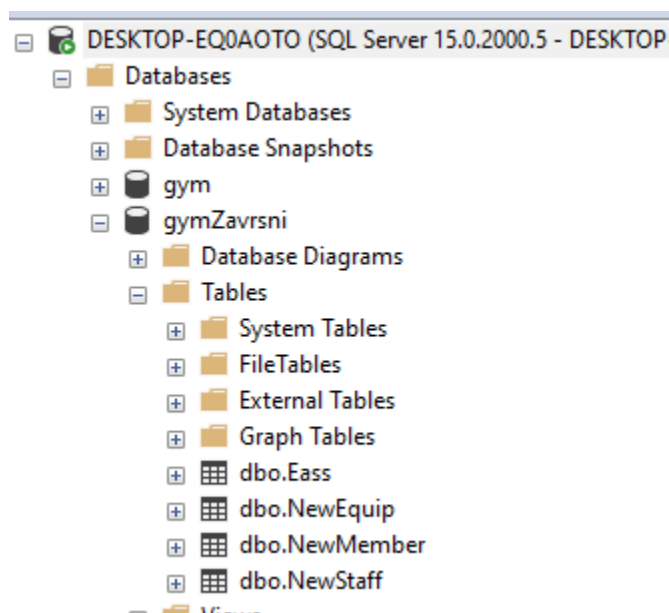 DESKTOP-EQ0AOTO (SQL Server 15.0.2000.5 - DESKTOP-
Databases
System Databases
Database Snapshots
gym
gymZavrsni
Database Diagrams
Tables
System Tables
FileTables
External Tables
Graph Tables
dbo.Eass
dbo.NewEquip
dbo.NewMember
dbo.NewStaff
Views